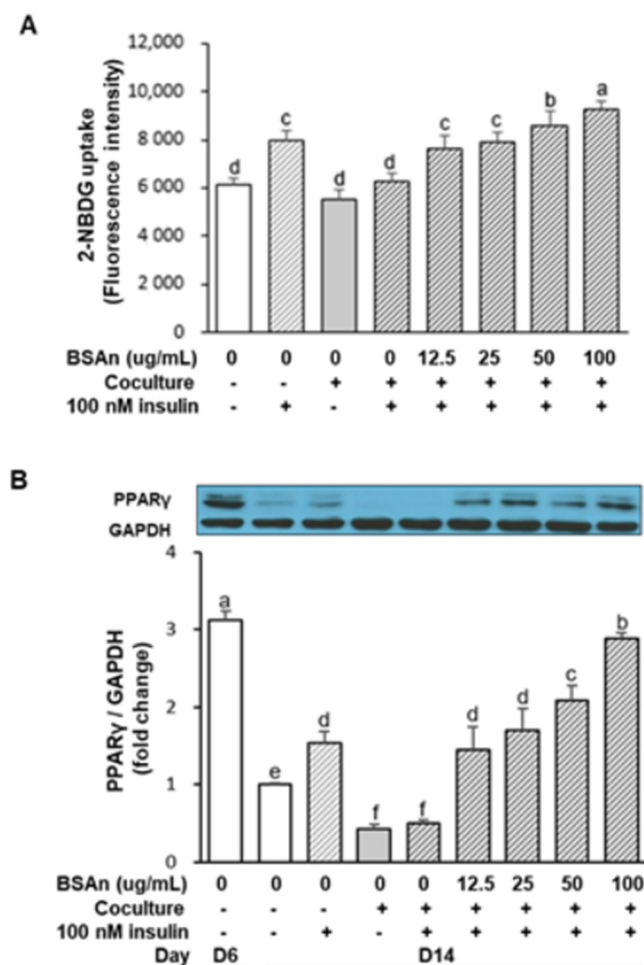 A
12,000
10,000
8 000
6 000
4 000
2 000
0
2-NBDG uptake
(Fluorescence intensity)
d c d d c c b a
BSAn (ug/mL) 0 0 0 0 12.5 25 50 100
Coculture - - + + + + + +
100 nM insulin - + - + + + + +
B
PPARγ
GAPDH
4
3
2
1
0
PPARγ / GAPDH
(fold change)
a e d f f d d c b
BSAn (ug/mL) 0 0 0 0 0 12.5 25 50 100
Coculture - - - + + + + + +
100 nM insulin - - + - + + + + +
Day D6 D14